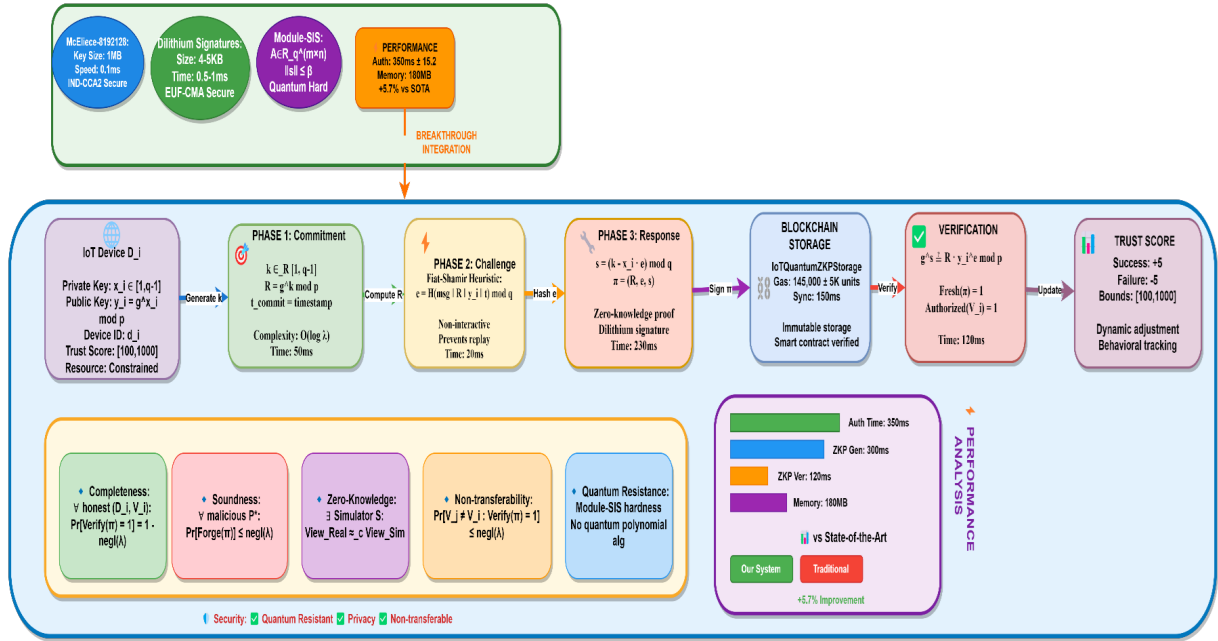 McEliece-8192128:
Key Size: 1MB
Speed: 0.1ms
IND-CCA2 Secure
Dilithium Signatures:
Size: 4-5KB
Time: 0.5-1ms
EUF-CMA Secure
Module-SIS:
A∈R_q^(m×n)
||s|| ≤ β
Quantum Hard
PERFORMANCE
Auth: 350ms ± 15.2
Memory: 180MB
+5.7% vs SOTA
BREAKTHROUGH
INTEGRATION
IoT Device D_i
Private Key: x_i ∈ [1,q-1]
Public Key: y_i = g^x_i
mod p
Device ID: d_i
Trust Score: [100,1000]
Resource: Constrained
Generate k
PHASE 1: Commitment
k ∈_R [1, q-1]
R = g^k mod p
t_commit = timestamp
Complexity: O(log λ)
Time: 50ms
Compute R
PHASE 2: Challenge
Fiat-Shamir Heuristic:
e = H(msg || R || y_i || t) mod q
Non-interactive
Prevents replay
Time: 20ms
Hash e
PHASE 3: Response
s = (k - x_i · e) mod q
π = (R, e, s)
Zero-knowledge proof
Dilithium signature
Time: 230ms
Sign π
BLOCKCHAIN
STORAGE
IoTQuantumZKPStorage
Gas: 145,000 ± 5K units
Sync: 150ms
Immutable storage
Smart contract verified
Verify
VERIFICATION
g^s ≟ R · y_i^e mod p
Fresh(π) = 1
Authorized(V_i) = 1
Time: 120ms
Update
TRUST SCORE
Success: +5
Failure: -5
Bounds: [100,1000]
Dynamic adjustment
Behavioral tracking
Completeness:
∀ honest (D_i, V_i):
Pr[Verify(π) = 1] = 1 -
negl(λ)
Soundness:
∀ malicious P*:
Pr[Forge(π)] ≤ negl(λ)
Zero-Knowledge:
∃ Simulator S:
View_Real ≈_c View_Sim
Non-transferability:
Pr[V_j ≠ V_i : Verify(π) = 1]
≤ negl(λ)
Quantum Resistance:
Module-SIS hardness
No quantum polynomial
alg
Auth Time: 350ms
ZKP Gen: 300ms
ZKP Ver: 120ms
Memory: 180MB
vs State-of-the-Art
Our System
Traditional
+5.7% Improvement
PERFORMANCE
ANALYSIS
Security: ✅ Quantum Resistant ✅ Privacy ✅ Non-transferable